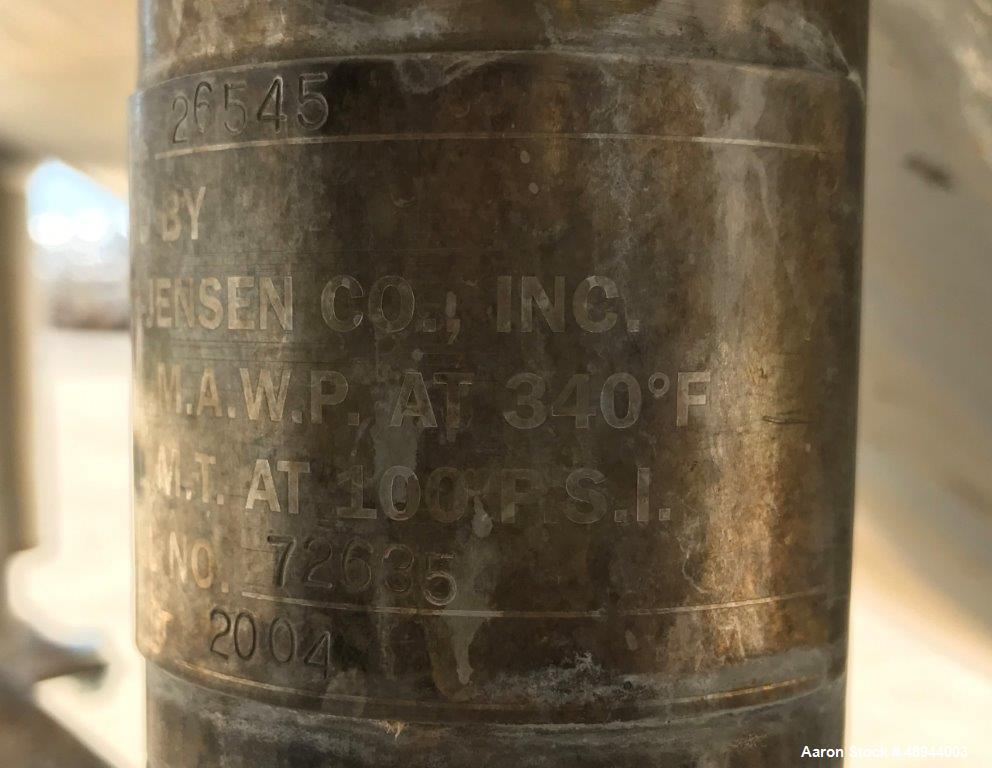 26545
BY
-JENSEN CO., INC.
M.A.W.P. AT 340°F
M.T. AT 100 P.S.I.
NO. 72635
T 2004
Aaron Stock # 48944003